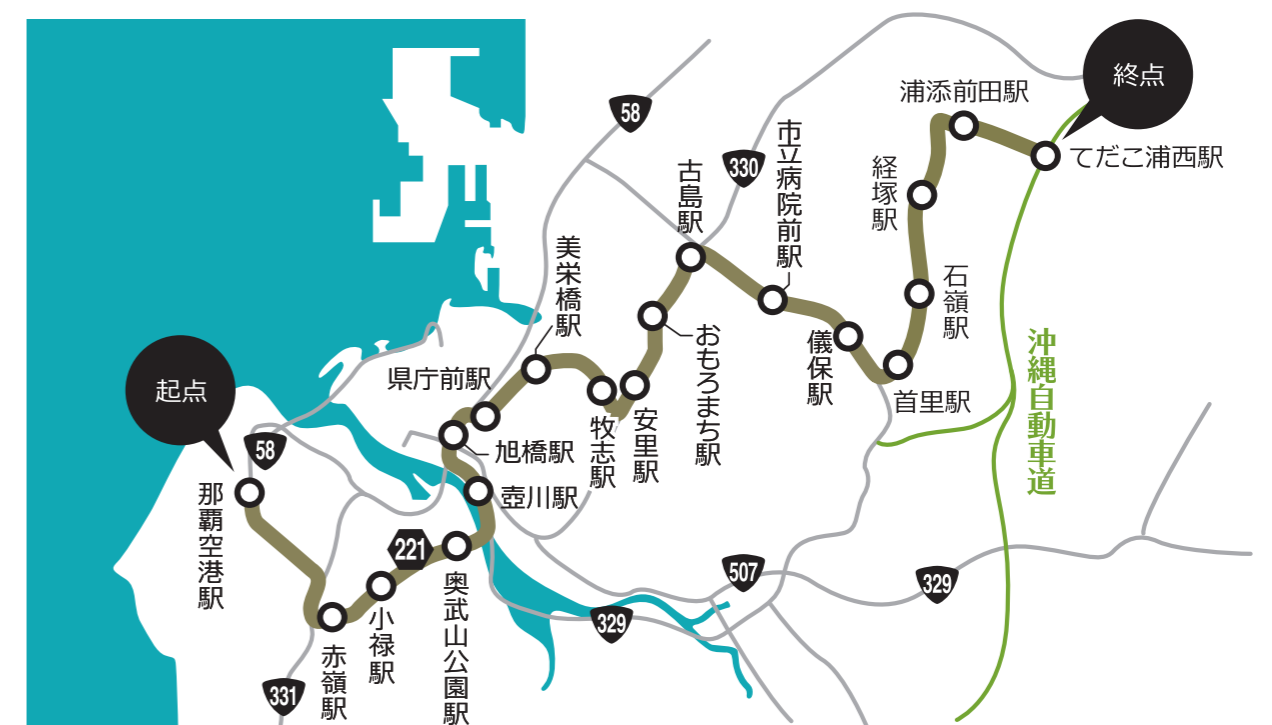 起点
58
那覇空港駅
331
赤嶺駅
小禄駅
221
奥武山公園駅
壺川駅
旭橋駅
県庁前駅
美栄橋駅
牧志駅
安里駅
おもろまち駅
古島駅
58
330
市立病院前駅
儀保駅
首里駅
石嶺駅
経塚駅
浦添前田駅
てだこ浦西駅
終点
沖縄自動車道
329
507
329